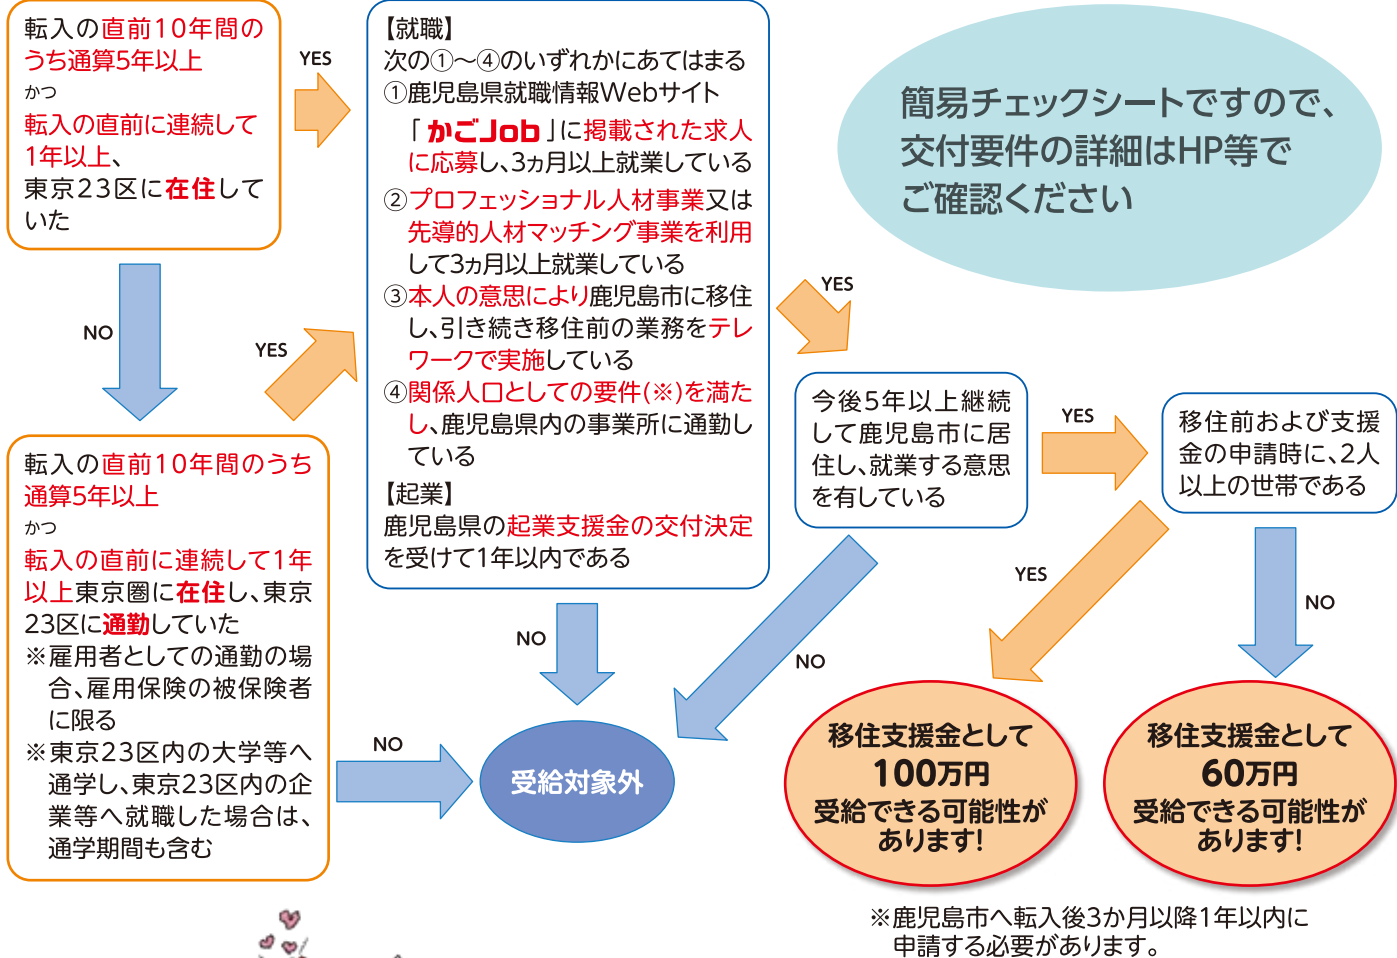 転入の直前10年間の
うち通算5年以上
かつ
転入の直前に連続して
1年以上、
東京23区に在住して
いた
YES
NO
転入の直前10年間のうち
通算5年以上
かつ
転入の直前に連続して1年
以上東京圏に在住し、東京
23区に通勤していた
※雇用者としての通勤の場
合、雇用保険の被保険者
に限る
※東京23区内の大学等へ
通学し、東京23区内の企
業等へ就職した場合は、
通学期間も含む
YES
NO
【就職】
次の①～④のいずれかにあてはまる
①鹿児島県就職情報Webサイト
「かごJob」に掲載された求人
に応募し、3ヵ月以上就業している
②プロフェッショナル人材事業又は
先導的人材マッチング事業を利用
して3ヵ月以上就業している
③本人の意思により鹿児島市に移住
し、引き続き移住前の業務をテレ
ワークで実施している
④関係人口としての要件(※)を満た
し、鹿児島県内の事業所に通勤し
ている
【起業】
鹿児島県の起業支援金の交付決定
を受けて1年以内である
YES
NO
簡易チェックシートですので、
交付要件の詳細はHP等で
ご確認ください
今後5年以上継続
して鹿児島市に居
住し、就業する意思
を有している
YES
NO
移住前および支援
金の申請時に、2人
以上の世帯である
YES
NO
受給対象外
移住支援金として
100万円
受給できる可能性が
あります!
移住支援金として
60万円
受給できる可能性が
あります!
※鹿児島市へ転入後3か月以降1年以内に
申請する必要があります。